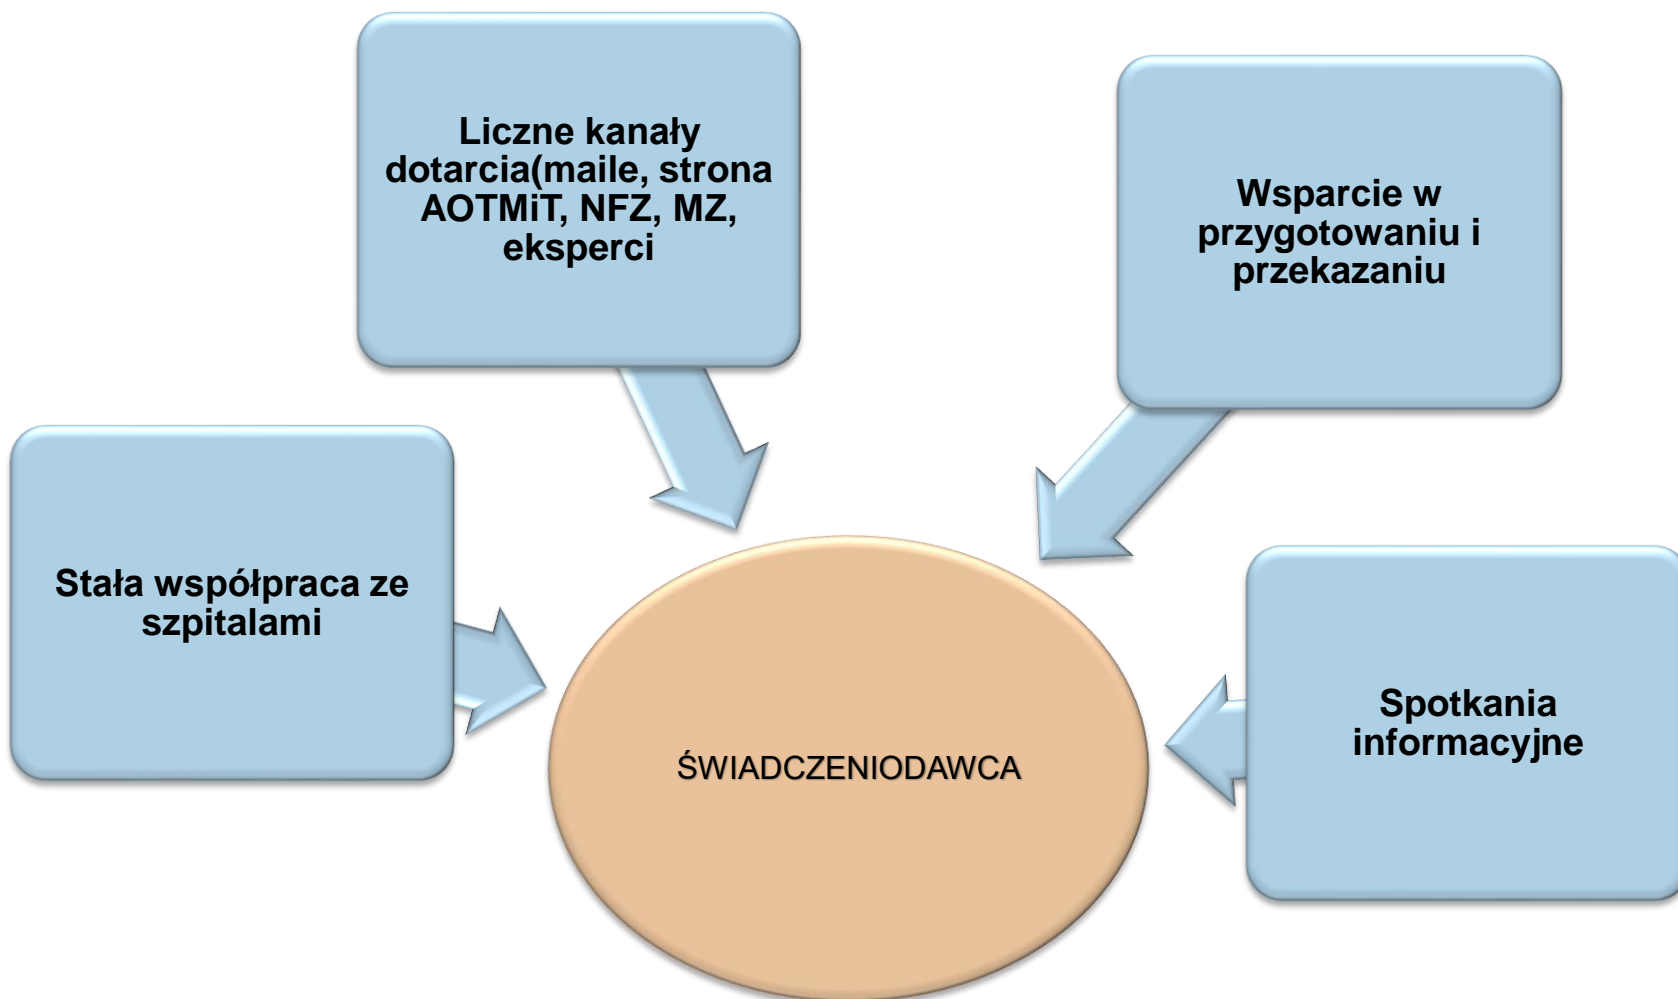 Liczne kanały
dotarcia(maile, strona
AOTMiT, NFZ, MZ,
eksperci
Wsparcie w
przygotowaniu i
przekazaniu
Stała współpraca ze
szpitalami
Spotkania
informacyjne
ŚWIADCZENIODAWCA